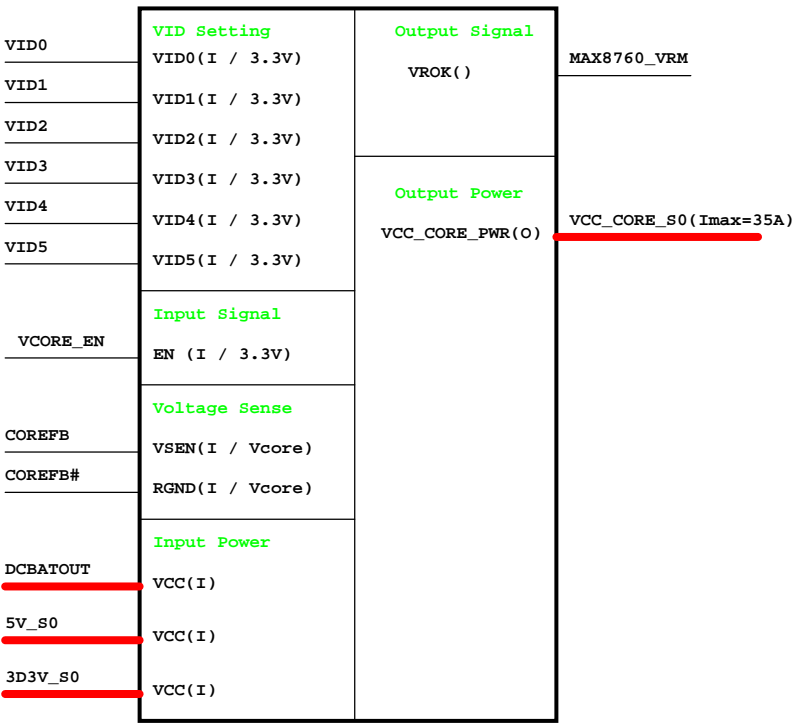 VID Setting
Output Signal
VID0
VID0(I / 3.3V)
MAX8760_VRM
VROK()
VID1
VID1(I / 3.3V)
VID2
VID2(I / 3.3V)
VID3
VID3(I / 3.3V)
Output Power
VID4
VID4(I / 3.3V)
VCC_CORE_S0(Imax=35A)
VCC_CORE_PWR(O)
VID5
VID5(I / 3.3V)
Input Signal
VCORE_EN
EN (I / 3.3V)
Voltage Sense
COREFB
VSEN(I / Vcore)
COREFB#
RGND(I / Vcore)
Input Power
DCBATOUT
VCC(I)
5V_S0
VCC(I)
3D3V_S0
VCC(I)